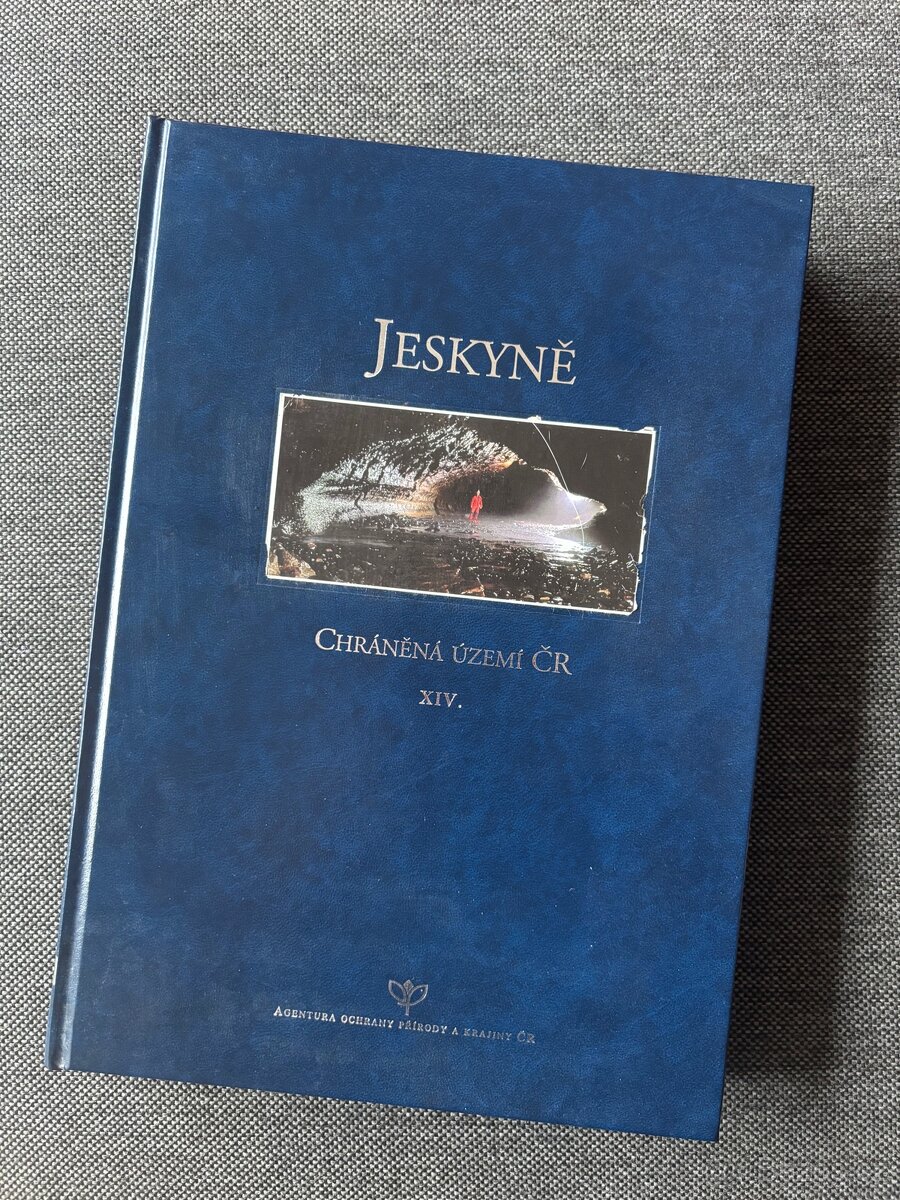 Jeskyně
Chráněná území ČR
XIV.
Agentura ochrany přírody a krajiny ČR